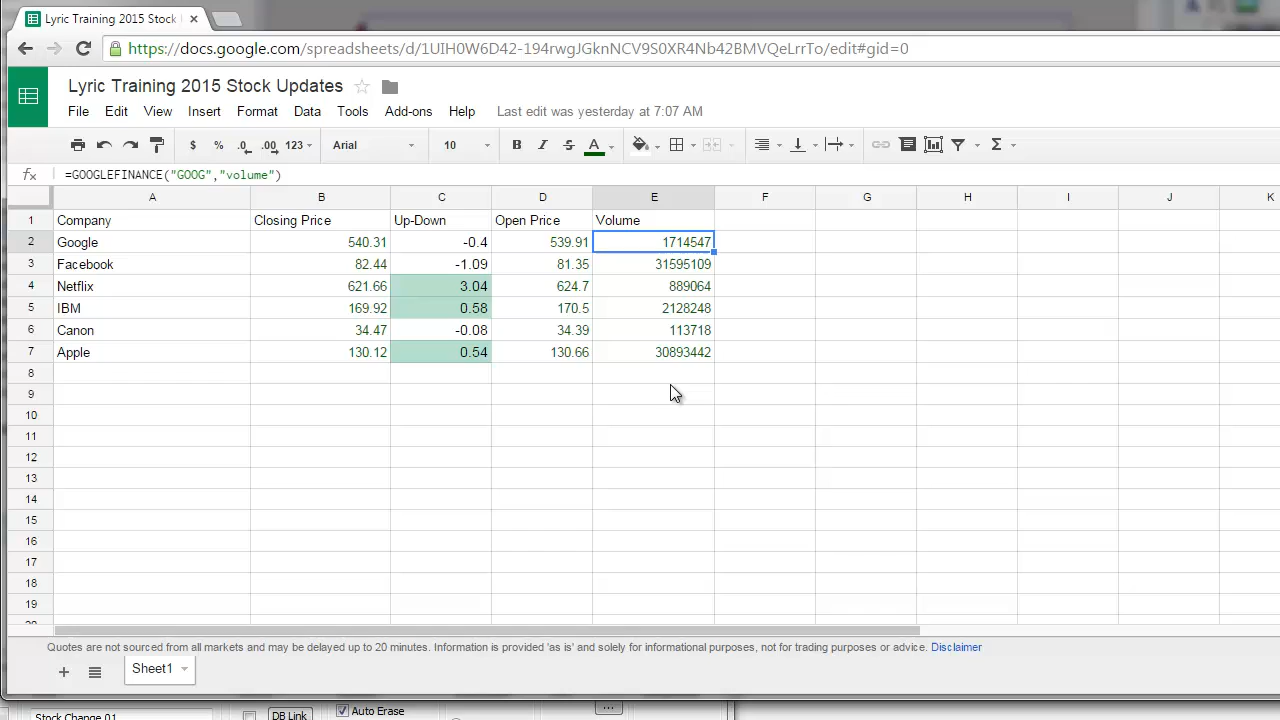 Lyric Training 2015 Stock
https://docs.google.com/spreadsheets/d/1UIH0W6D42-194rwgJGknNCV9S0XR4Nb42BMVQeLrrTo/edit#gid=0
Lyric Training 2015 Stock Updates
File Edit View Insert Format Data Tools Add-ons Help Last edit was yesterday at 7:07 AM
$ % .0 .00 123 Arial 10 B I S A Σ
fx =GOOGLEFINANCE("GOOG","volume")
A B C D E F G H I J K
1 Company Closing Price Up-Down Open Price Volume
2 Google 540.31 -0.4 539.91 1714547
3 Facebook 82.44 -1.09 81.35 31595109
4 Netflix 621.66 3.04 624.7 889064
5 IBM 169.92 0.58 170.5 2128248
6 Canon 34.47 -0.08 34.39 113718
7 Apple 130.12 0.54 130.66 30893442
8
9
10
11
12
13
14
15
16
17
18
19
Quotes are not sourced from all markets and may be delayed up to 20 minutes. Information is provided 'as is' and solely for informational purposes, not for trading purposes or advice. Disclaimer
+ Sheet1
Stock Change 01 DB Link Auto Erase ...